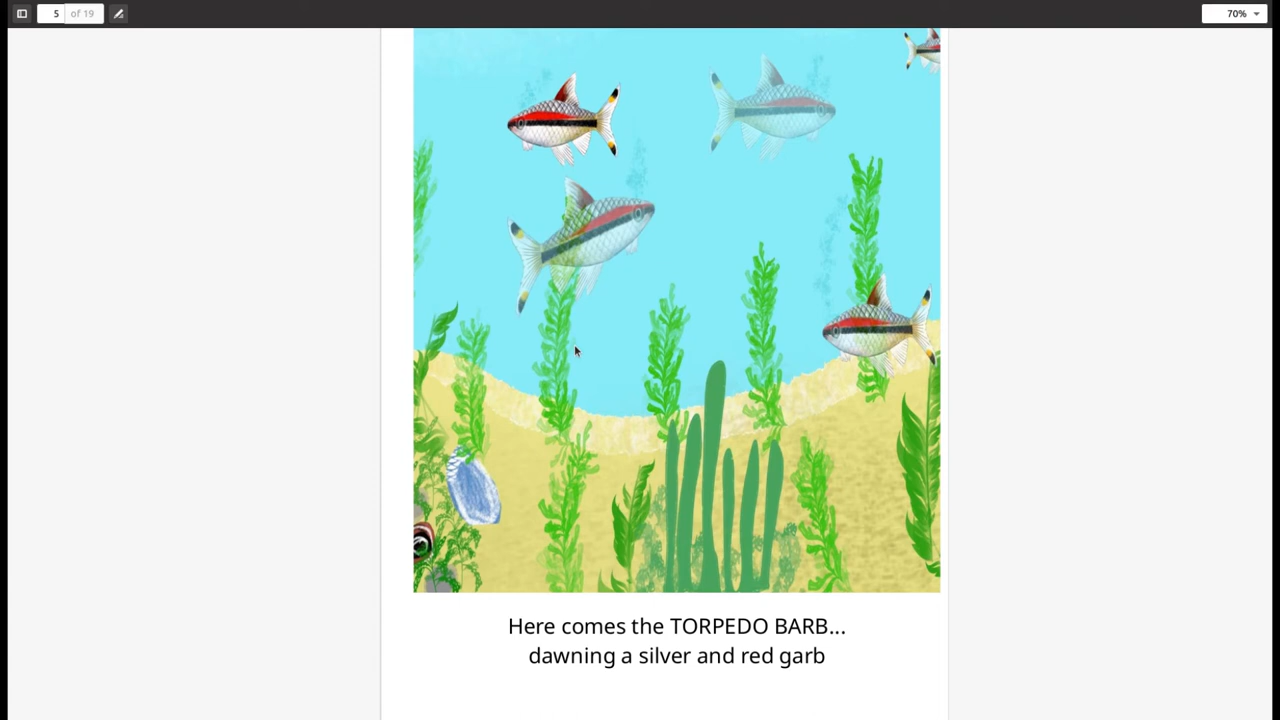 5 of 19
70%
Here comes the TORPEDO BARB...
dawning a silver and red garb